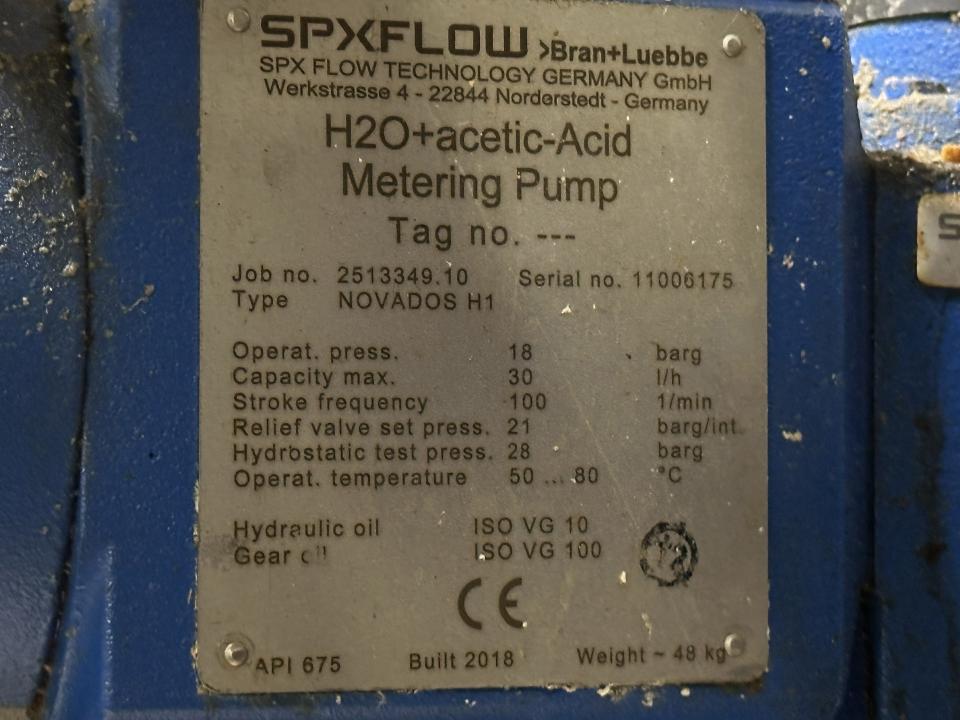 SPXFLOW >Bran+Luebbe
SPX FLOW TECHNOLOGY GERMANY GmbH
Werkstrasse 4 - 22844 Norderstedt - Germany
H2O+acetic-Acid
Metering Pump
Tag no. ---
Job no. 2513349.10 Serial no. 11006175
Type NOVADOS H1
Operat. press. 18 barg
Capacity max. 30 l/h
Stroke frequency 100 1/min
Relief valve set press. 21 barg/int.
Hydrostatic test press. 28 barg
Operat. temperature 50 ... 80 °C
Hydraulic oil ISO VG 10
Gear oil ISO VG 100
CE
API 675 Built 2018 Weight ~ 48 kg